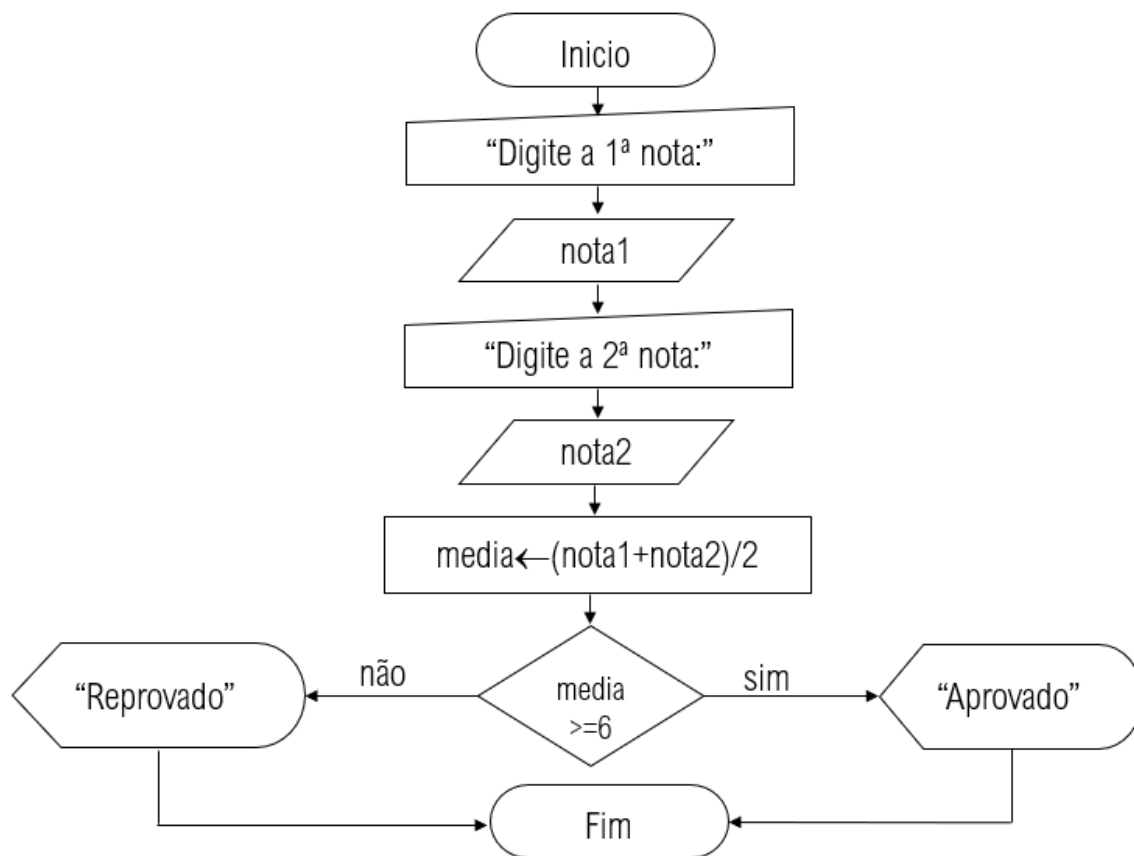 Inicio
“Digite a 1ª nota:”
nota1
“Digite a 2ª nota:”
nota2
media←(nota1+nota2)/2
não
sim
“Reprovado”
media
>=6
“Aprovado”
Fim